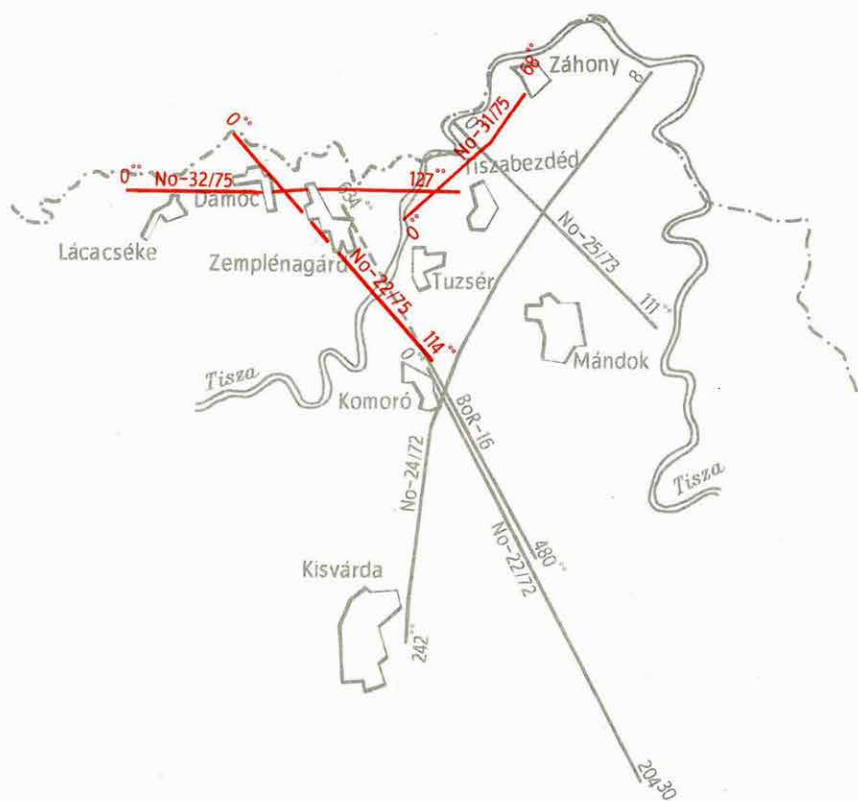 Záhony
68°°
No-31/75
0
8
Tiszabezdéd
0°°
0°°
No-32/75
127°°
Dámóc
Lácacséke
Zemplénagárd
0°°
Tuzsér
No-25/73
111°°
No-22/75
114°°
0°°
Mándok
Tisza
Komoró
BoR-16
No-24/72
Tisza
No-22/72
480°°
Kisvárda
242°°
204³⁰